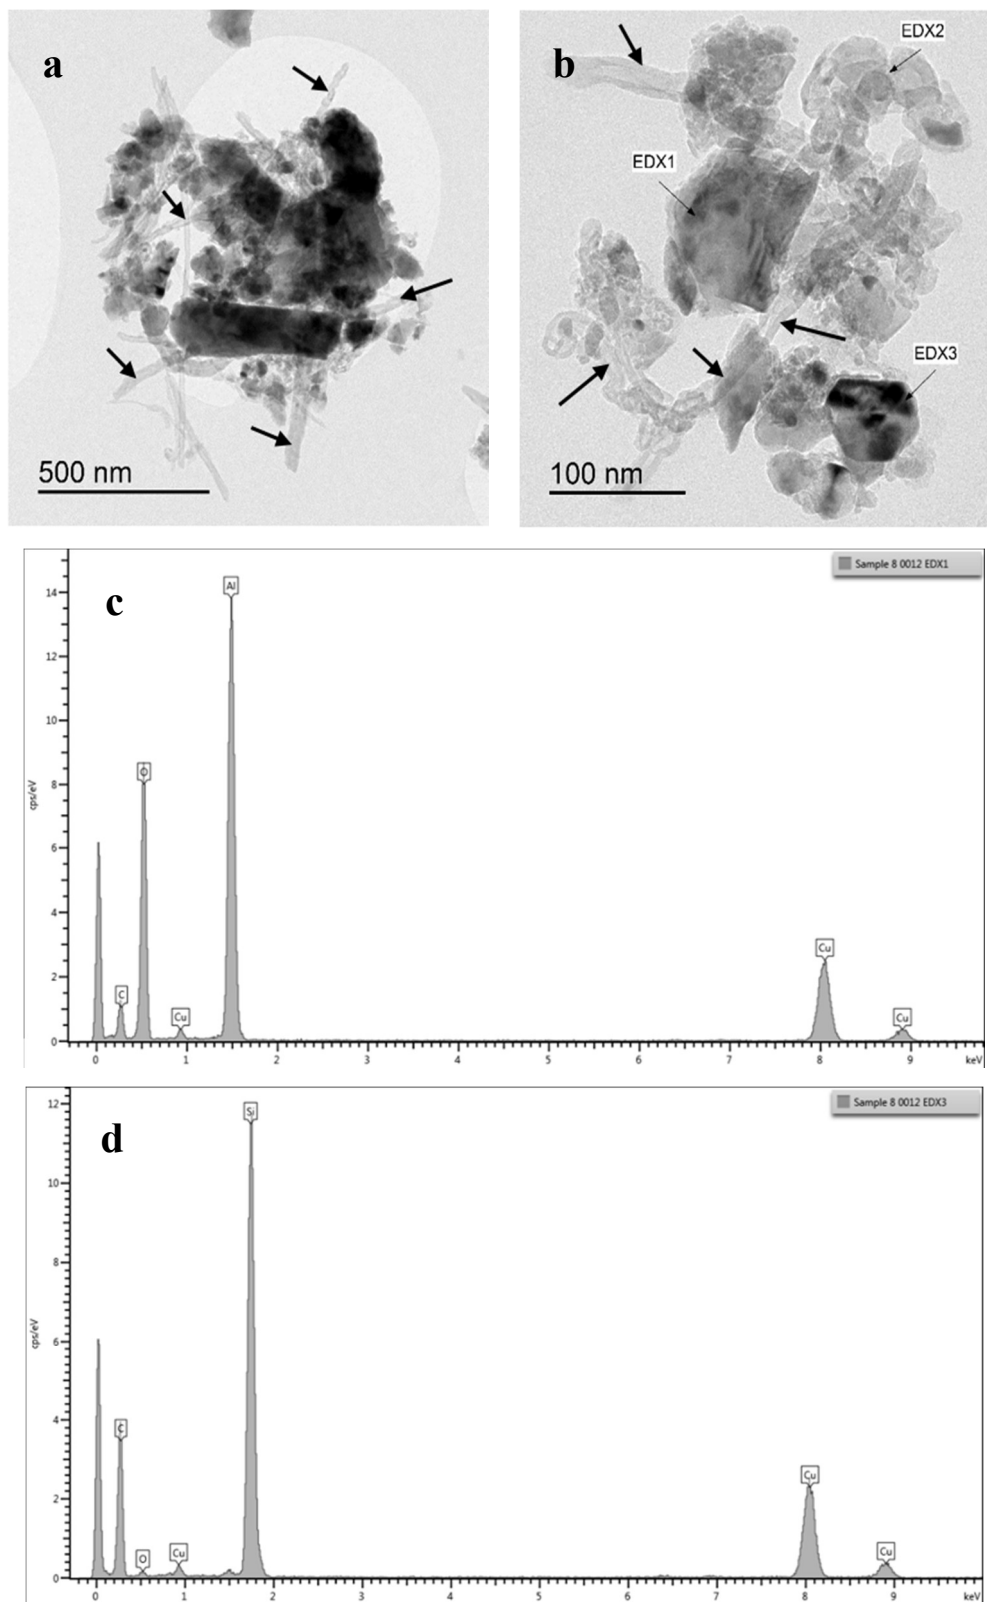 a
500 nm
b
EDX2
EDX1
EDX3
100 nm
c
Sample 8 0012 EDX1
cps/eV
14
12
10
8
6
4
2
0
Al
O
C
Cu
Cu
Cu
0 1 2 3 4 5 6 7 8 9 keV
d
Sample 8 0012 EDX3
cps/eV
12
10
8
6
4
2
0
Si
C
O
Cu
Cu
Cu
0 1 2 3 4 5 6 7 8 9 keV